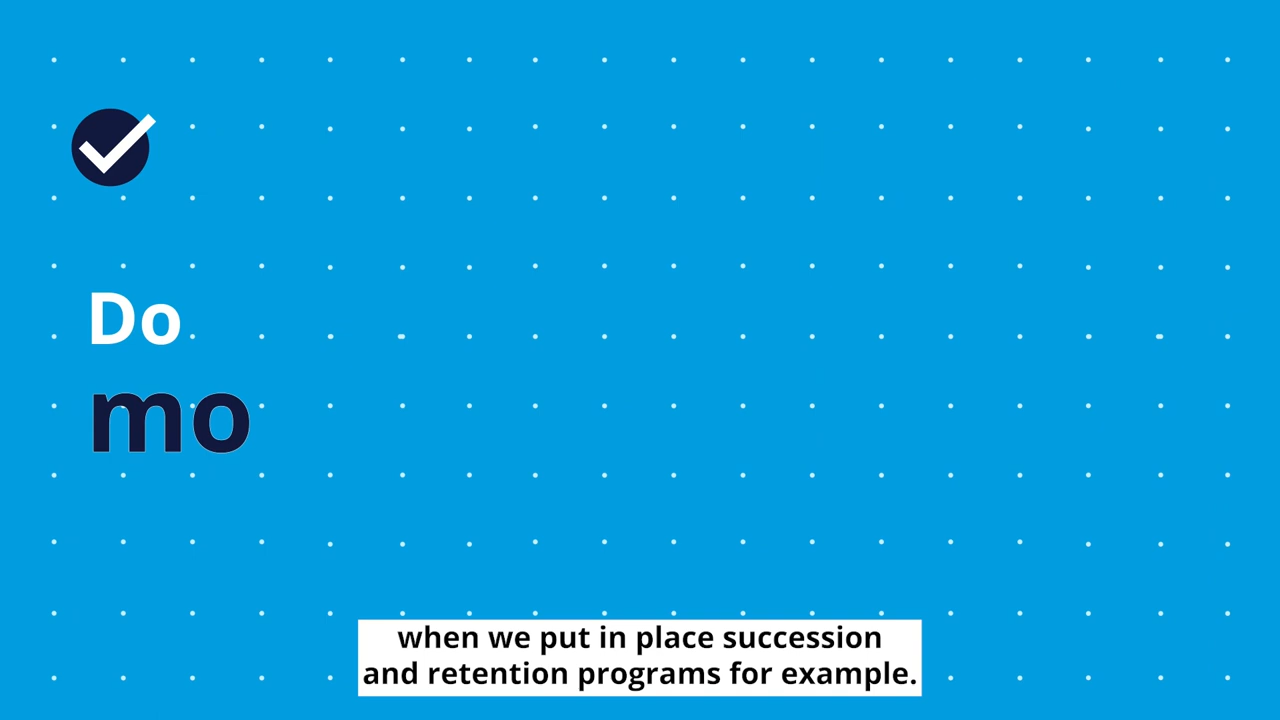 Do
mo
when we put in place succession
and retention programs for example.